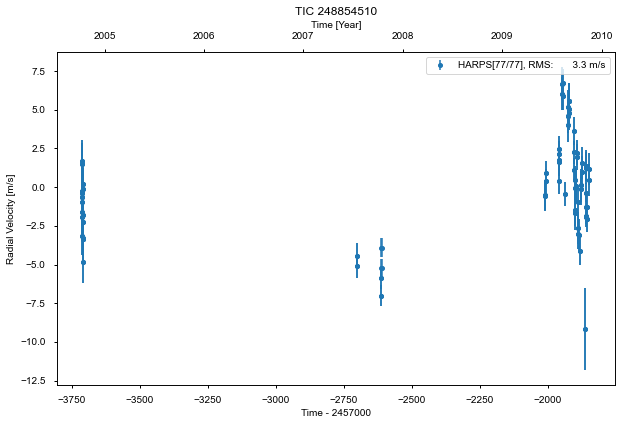 TIC 248854510
Time [Year]
2005 2006 2007 2008 2009 2010
HARPS[77/77], RMS: 3.3 m/s
7.5
5.0
2.5
0.0
−2.5
−5.0
−7.5
−10.0
−12.5
Radial Velocity [m/s]
−3750 −3500 −3250 −3000 −2750 −2500 −2250 −2000
Time - 2457000